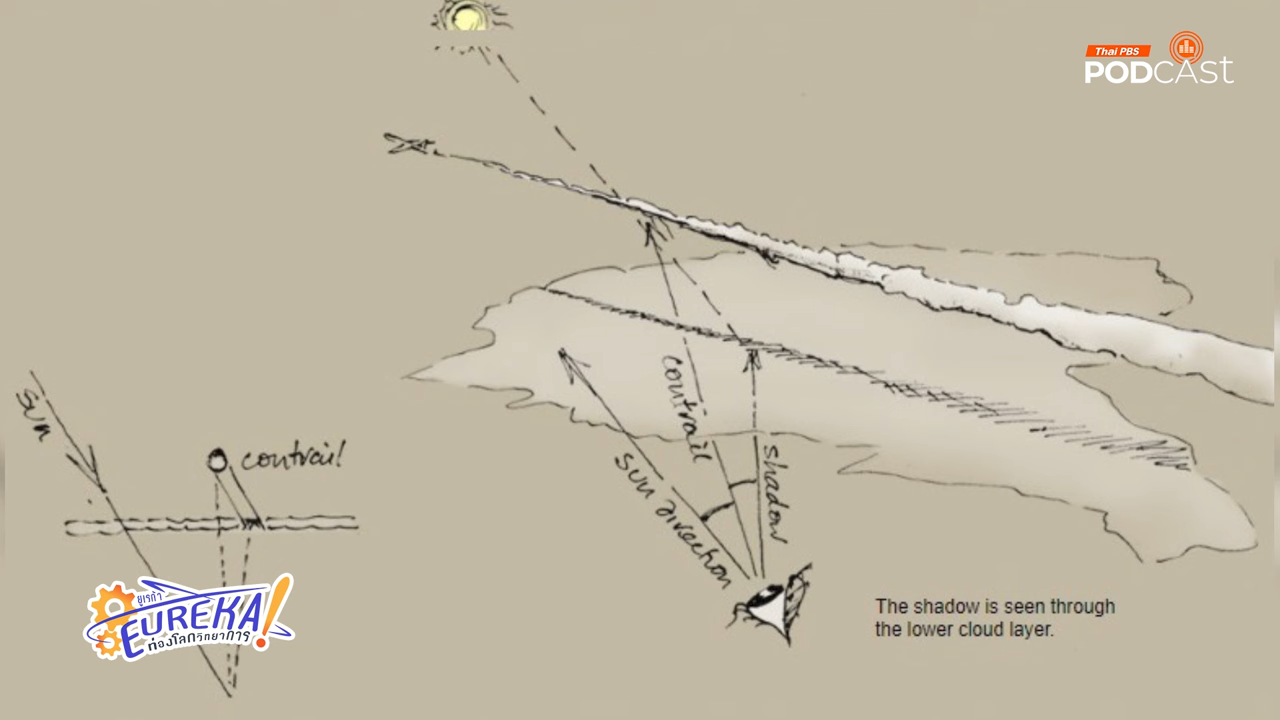 Thai PBS
PODCAST
contrail
shadow
sun direction
sun
contrail
ยูเรก้า
EUREKA!
ท่องโลกวิทยาการ
The shadow is seen through
the lower cloud layer.